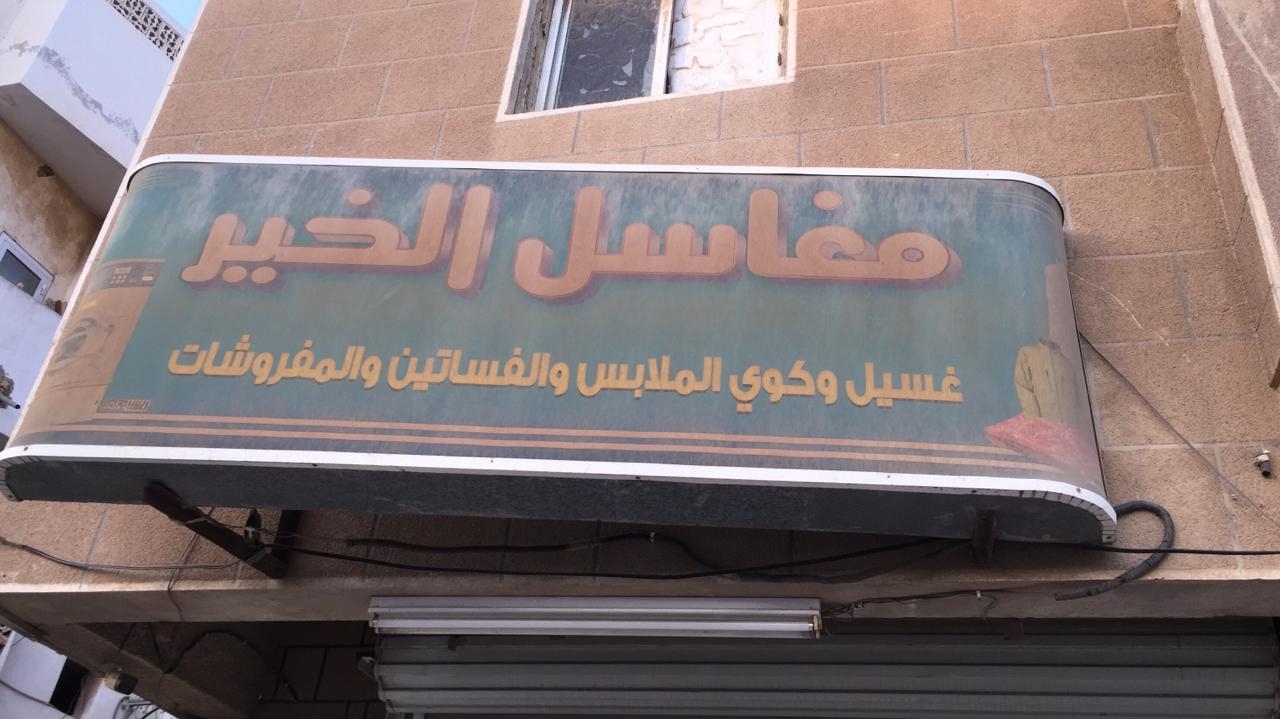 مغاسل الخير
غسيل وكوي الملابس والفساتين والمفروشات